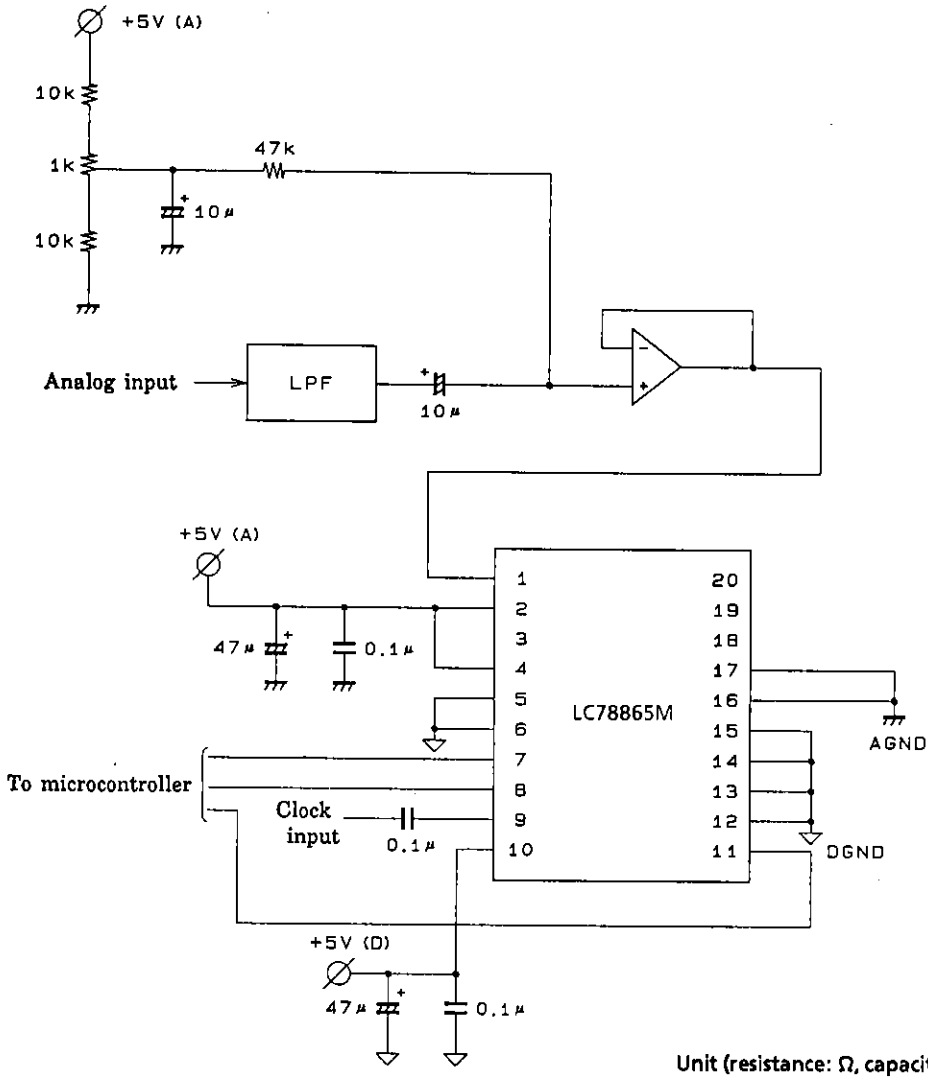 +5V (A)
10k
1k
47k
+
10μ
10k
Analog input
LPF
+
10μ
-
+
+5V (A)
+
47μ
0.1μ
1
2
3
4
5
6
7
8
9
10
LC78865M
20
19
18
17
16
15
14
13
12
11
AGND
DGND
To microcontroller
Clock
input
0.1μ
+5V (D)
+
47μ
0.1μ
Unit (resistance: Ω, capacit